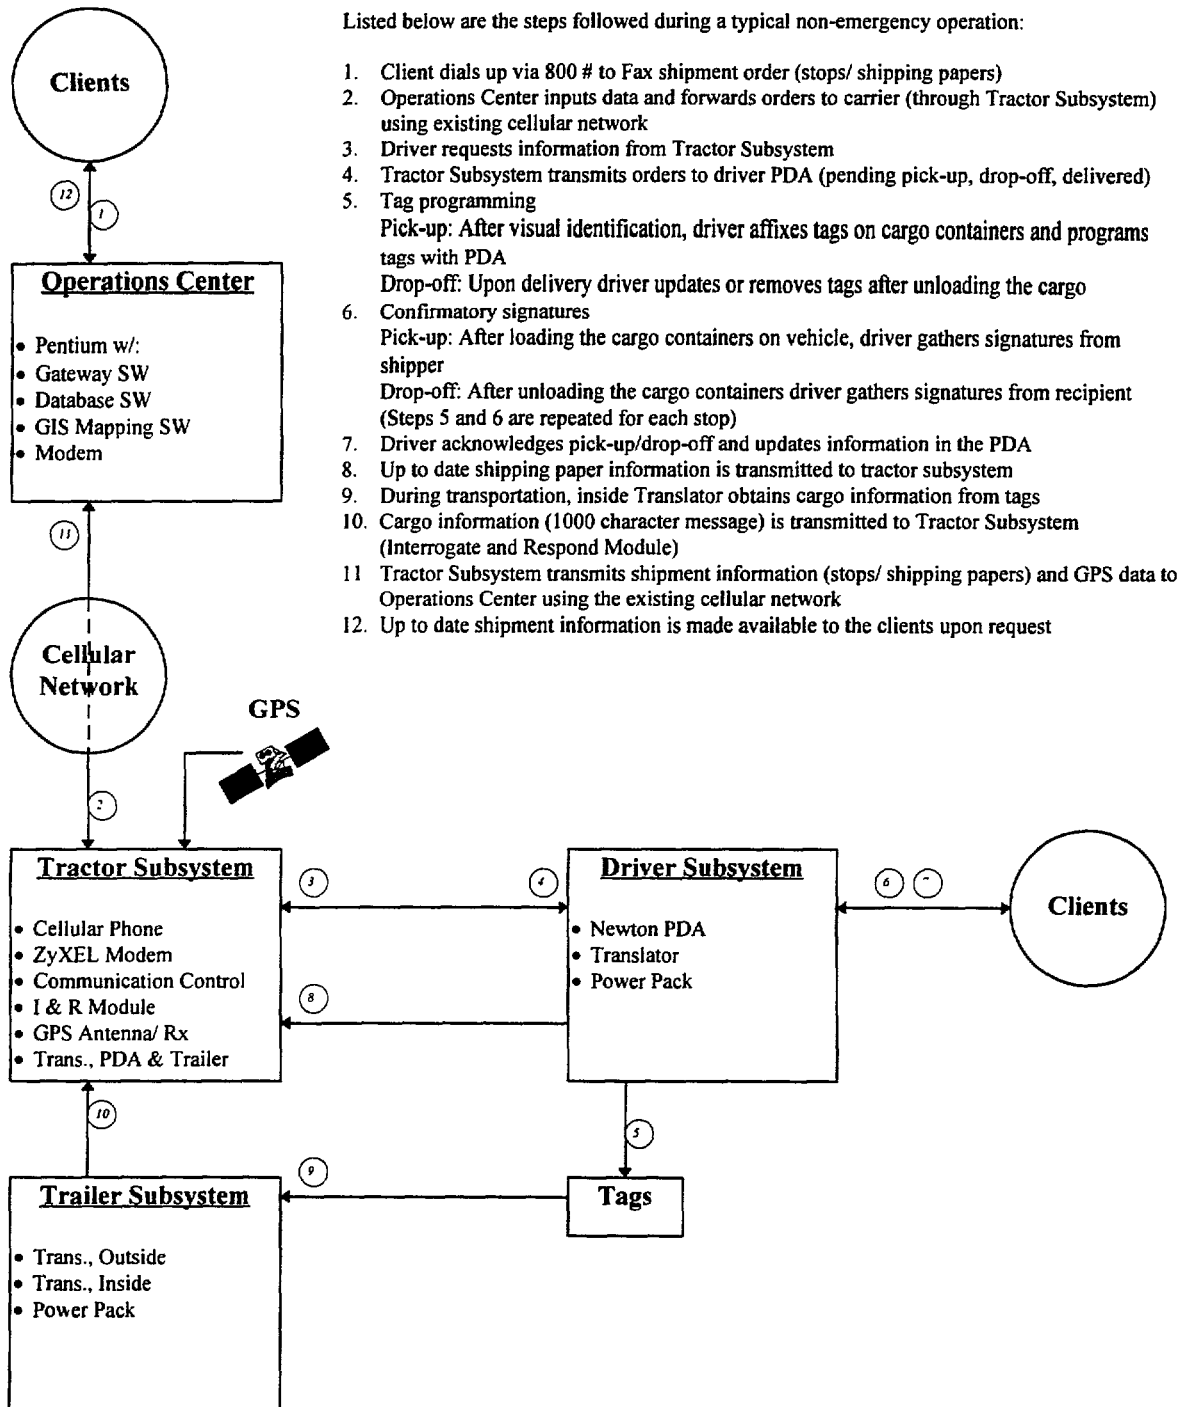 Listed below are the steps followed during a typical non-emergency operation:
1. Client dials up via 800 # to Fax shipment order (stops/ shipping papers)
2. Operations Center inputs data and forwards orders to carrier (through Tractor Subsystem)
using existing cellular network
3. Driver requests information from Tractor Subsystem
4. Tractor Subsystem transmits orders to driver PDA (pending pick-up, drop-off, delivered)
5. Tag programming
Pick-up: After visual identification, driver affixes tags on cargo containers and programs
tags with PDA
Drop-off: Upon delivery driver updates or removes tags after unloading the cargo
6. Confirmatory signatures
Pick-up: After loading the cargo containers on vehicle, driver gathers signatures from
shipper
Drop-off: After unloading the cargo containers driver gathers signatures from recipient
(Steps 5 and 6 are repeated for each stop)
7. Driver acknowledges pick-up/drop-off and updates information in the PDA
8. Up to date shipping paper information is transmitted to tractor subsystem
9. During transportation, inside Translator obtains cargo information from tags
10. Cargo information (1000 character message) is transmitted to Tractor Subsystem
(Interrogate and Respond Module)
11 Tractor Subsystem transmits shipment information (stops/ shipping papers) and GPS data to
Operations Center using the existing cellular network
12. Up to date shipment information is made available to the clients upon request
Clients
12
1
Operations Center
• Pentium w/:
• Gateway SW
• Database SW
• GIS Mapping SW
• Modem
11
Cellular
Network
GPS
2
Tractor Subsystem
• Cellular Phone
• ZyXEL Modem
• Communication Control
• I & R Module
• GPS Antenna/ Rx
• Trans., PDA & Trailer
3
4
8
Driver Subsystem
• Newton PDA
• Translator
• Power Pack
6
7
Clients
10
5
9
Tags
Trailer Subsystem
• Trans., Outside
• Trans., Inside
• Power Pack